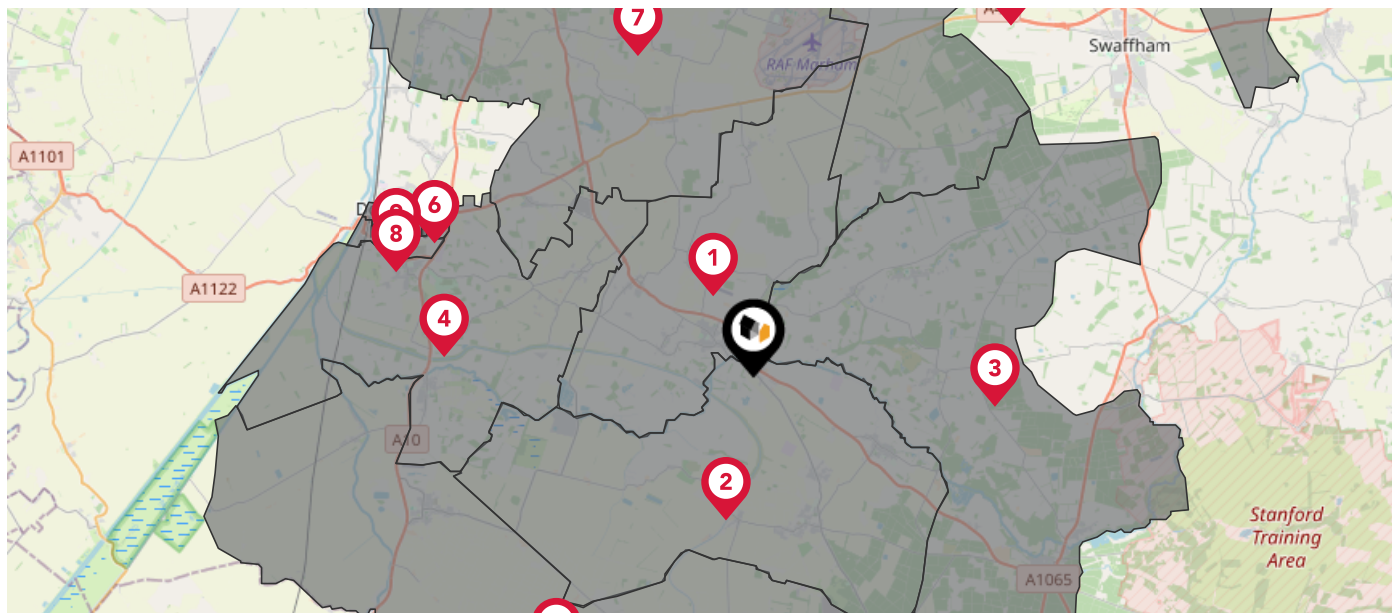 7
Swaffham
RAF Marham
A1101
6
8
1
A1122
4
3
A10
2
Stanford
Training
Area
A1065